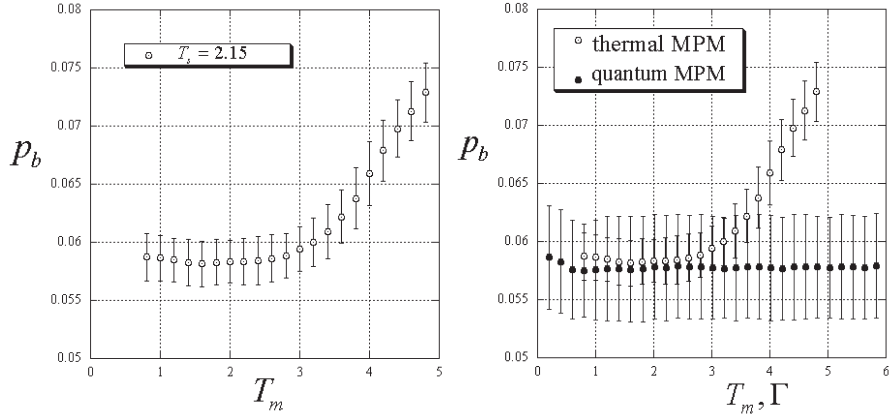 0.08
0.075
0.07
0.065
0.06
0.055
0.05
p_b
T_s = 2.15
0 1 2 3 4 5
T_m
0.08
0.075
0.07
0.065
0.06
0.055
0.05
p_b
thermal MPM
quantum MPM
0 1 2 3 4 5 6
T_m, Γ